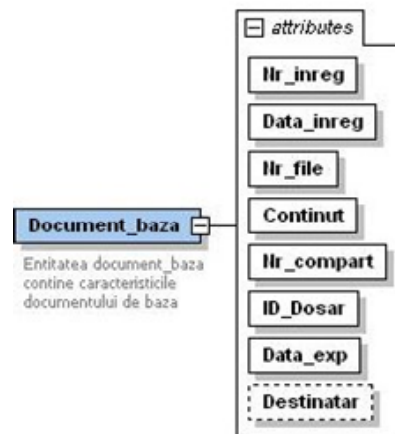 attributes
Nr_inreg
Data_inreg
Nr_file
Continut
Nr_compart
ID_Dosar
Data_exp
Destinatar
Document_baza
Entitatea document_baza
contine caracteristicile
documentului de baza